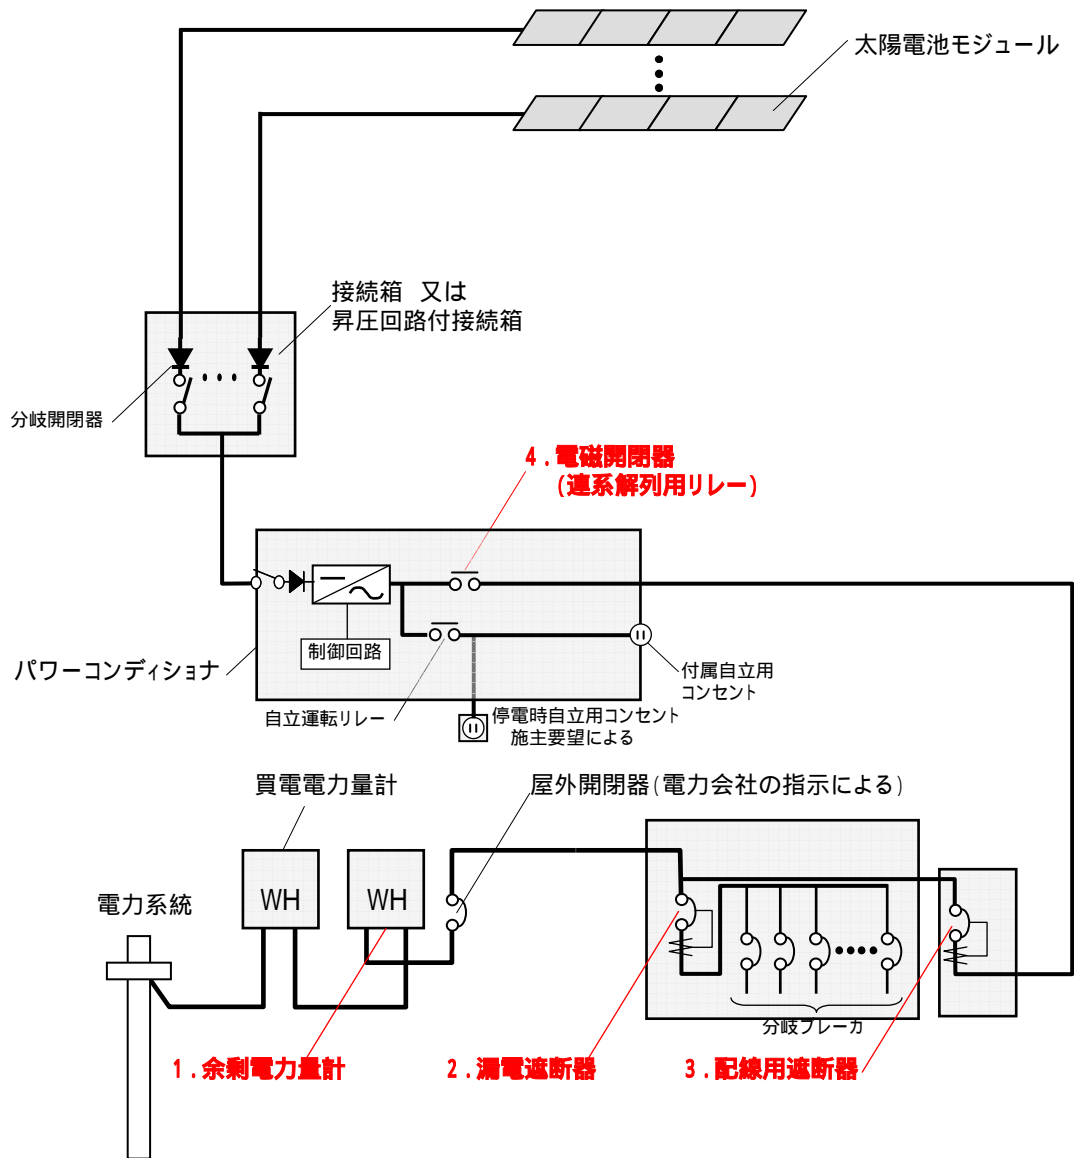 太陽電池モジュール
接続箱 又は
昇圧回路付接続箱
分岐開閉器
4.電磁開閉器
(連系解列用リレー)
制御回路
パワーコンディショナ
付属自立用
コンセント
自立運転リレー
停電時自立用コンセント
施主要望による
買電電力量計
屋外開閉器(電力会社の指示による)
WH
WH
電力系統
分岐ブレーカ
1.余剰電力量計
2.漏電遮断器
3.配線用遮断器